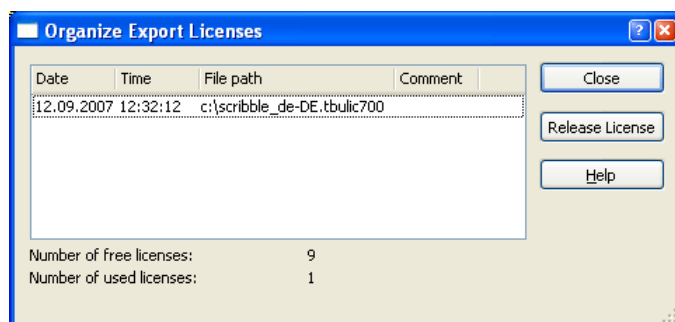 Organize Export Licenses
Date Time File path Comment
12.09.2007 12:32:12 c:\scribble_de-DE.tbulic700
Close
Release License
Help
Number of free licenses: 9
Number of used licenses: 1